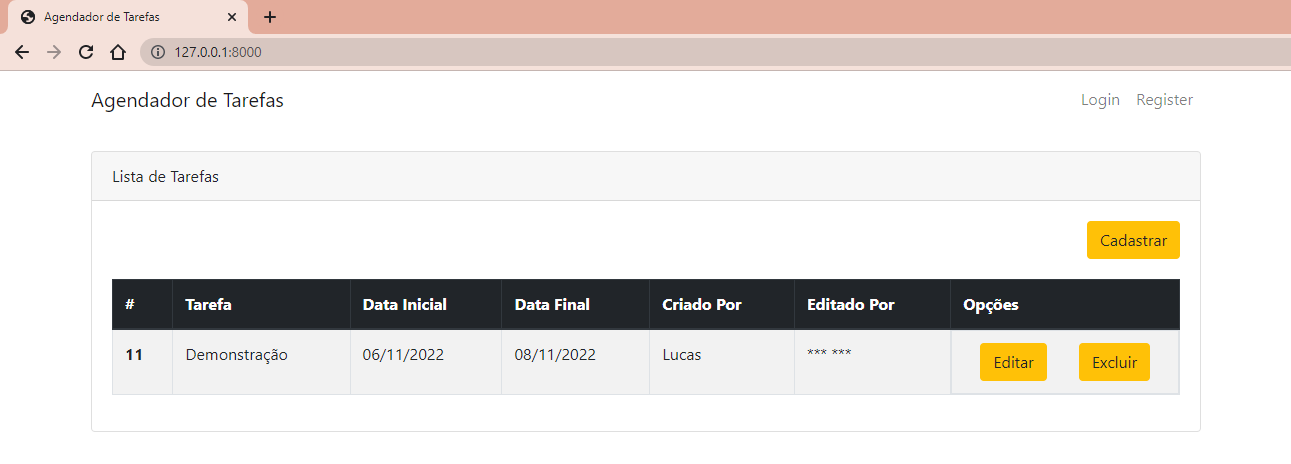 Agendador de Tarefas
127.0.0.1:8000
Agendador de Tarefas Login Register
Lista de Tarefas
Cadastrar
# Tarefa Data Inicial Data Final Criado Por Editado Por Opções
11 Demonstração 06/11/2022 08/11/2022 Lucas *** *** Editar Excluir